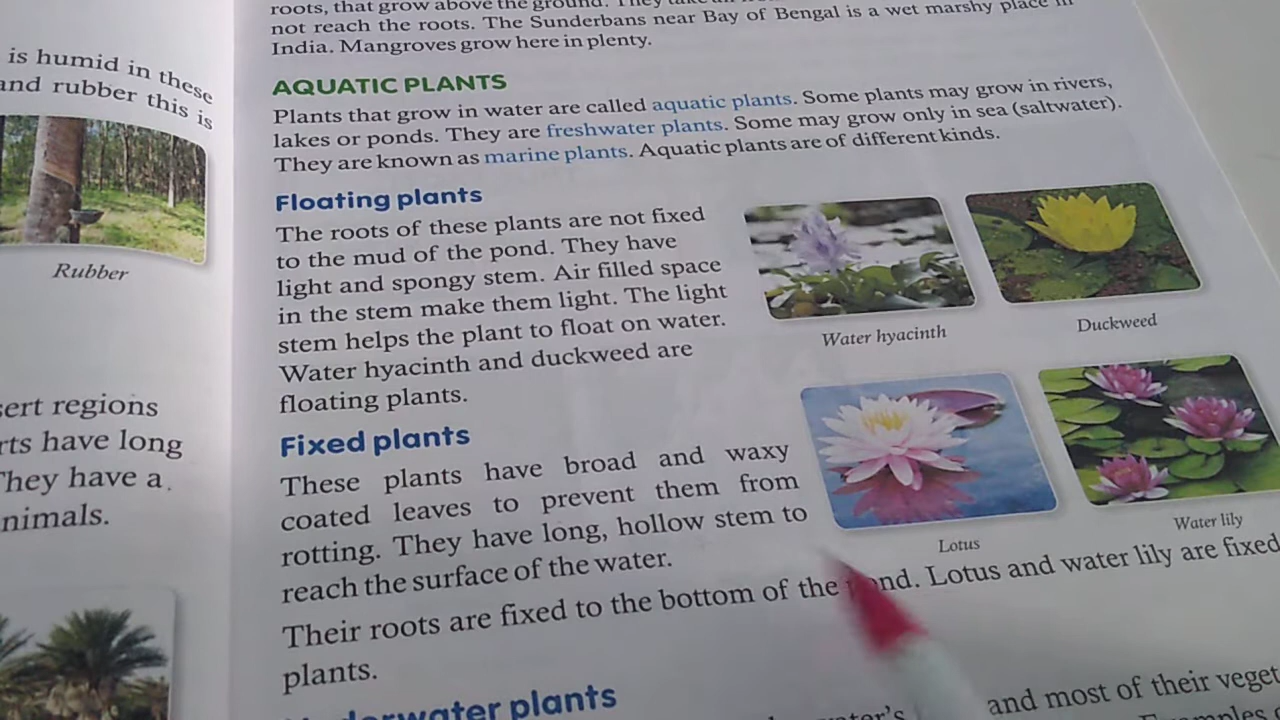 is humid in these
and rubber this is
Rubber
sert regions
rts have long
They have a
nimals.
roots, that grow above the ground. They take
not reach the roots. The Sunderbans near Bay of Bengal is a wet marshy place in
India. Mangroves grow here in plenty.
AQUATIC PLANTS
Plants that grow in water are called aquatic plants. Some plants may grow in rivers,
lakes or ponds. They are freshwater plants. Some may grow only in sea (saltwater).
They are known as marine plants. Aquatic plants are of different kinds.
Floating plants
The roots of these plants are not fixed
to the mud of the pond. They have
light and spongy stem. Air filled space
in the stem make them light. The light
stem helps the plant to float on water.
Water hyacinth and duckweed are
floating plants.
Water hyacinth
Duckweed
Fixed plants
These plants have broad and waxy
coated leaves to prevent them from
rotting. They have long, hollow stem to
reach the surface of the water.
Lotus
Water lily
Their roots are fixed to the bottom of the pond. Lotus and water lily are fixed
plants.
Underwater plants
and most of their veget